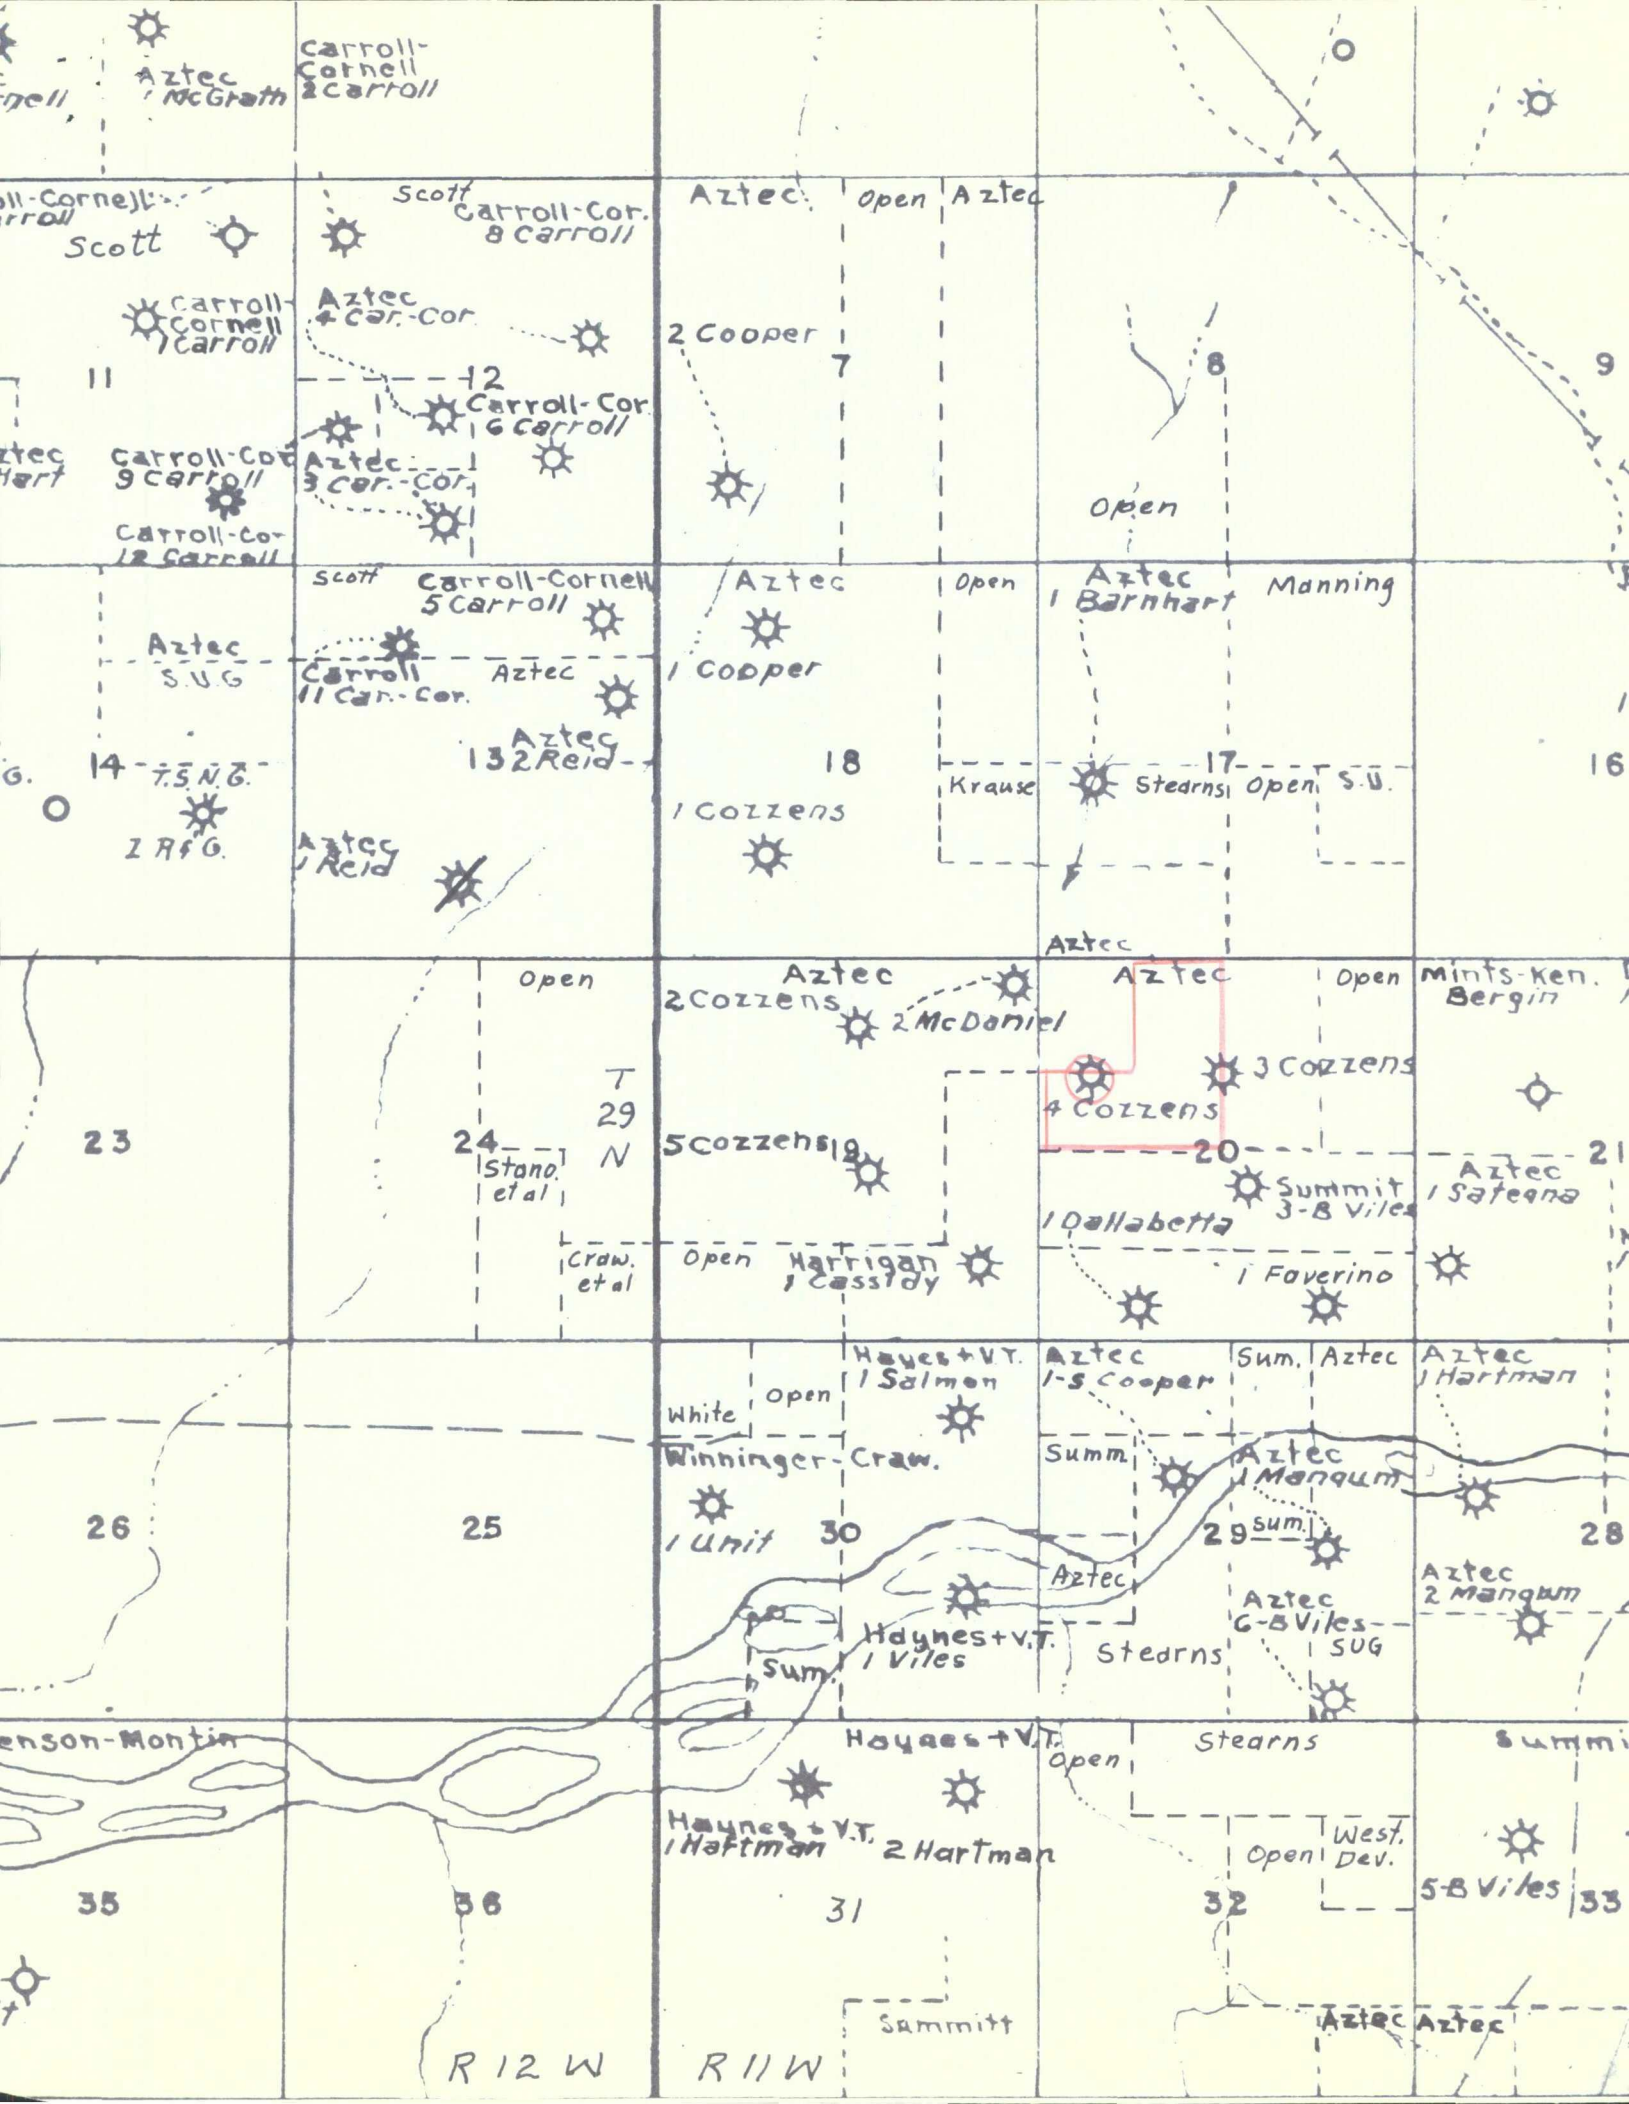 Aztec
1 McGrath
Carroll-
Cornell
2 Carroll
Scott
Scott
Carroll-Cor.
8 Carroll
Carroll-
Cornell
1 Carroll
Aztec
4 Car.-Cor.
11
12
Carroll-Cor
6 Carroll
Carroll-Cor
9 Carroll
Aztec
3 Car.-Cor.
Carroll-Co-
12 Carroll
Aztec
Open
Aztec
2 Cooper
7
8
9
Open
Scott
Carroll-Cornell
5 Carroll
Aztec
S.U.G
Carroll
11 Car.-Cor.
Aztec
Aztec
13 2 Reid
14
T.S.N.G.
Aztec
1 Reid
Aztec
1 Cooper
18
1 Cozzens
Open
Aztec
1 Barnhart
Manning
Krause
Stearns
17
Open
S.U.
16
Aztec
Open
T
29
N
23
24
Stano.
et al
Craw.
et al
Aztec
2 Cozzens
2 McDaniel
5 Cozzens
19
Open
Harrigan
1 Cassidy
Aztec
3 Cozzens
4 Cozzens
Open
20
Summit
3-B Viles
1 Dallabetta
1 Faverino
Mints-Ken.
Bergin
21
Aztec
26
25
White
Open
Hayes + V.T.
1 Salmon
Winninger-Craw.
1 Unit
30
Haynes + V.T.
1 Viles
Sum.
Aztec
1-S Cooper
Sum.
Aztec
Summ
Aztec
1 Mangum
29
Sum.
Aztec
Aztec
6-B Viles
SUG
Stearns
Aztec
1 Hartman
28
Aztec
2 Mangum
enson-Montin
35
36
Haynes + V.T.
Haynes + V.T.
1 Hartman
2 Hartman
31
Summitt
Open
Stearns
Open
West.
Dev.
32
Aztec
Aztec
Summi
5-B Viles
33
R 12 W
R 11 W